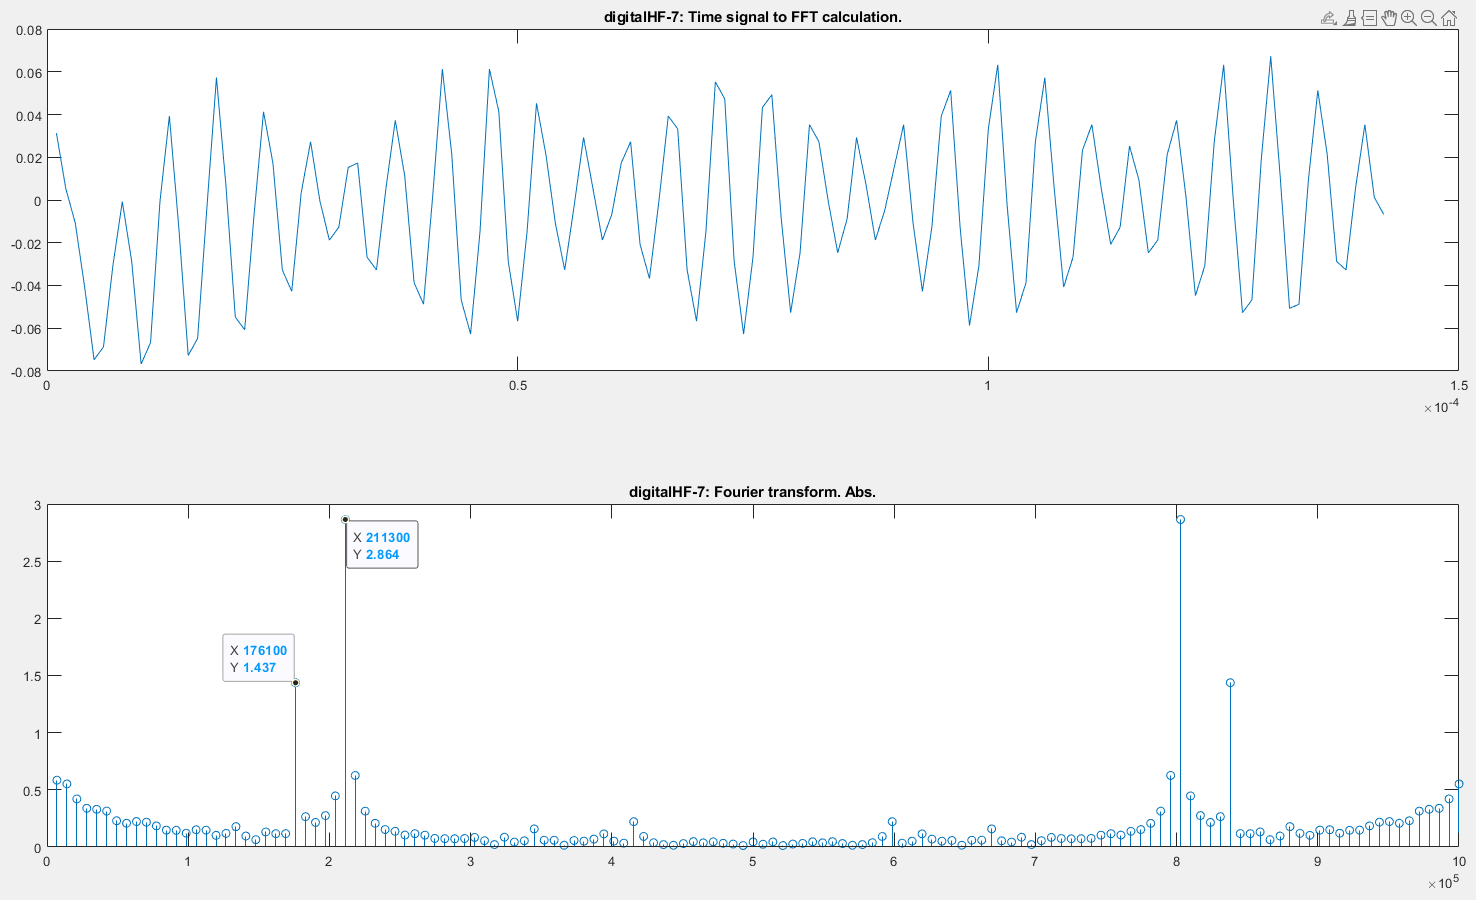 digitalHF-7: Time signal to FFT calculation.
0.08
0.06
0.04
0.02
0
-0.02
-0.04
-0.06
-0.08
0 0.5 1 1.5
×10-4
digitalHF-7: Fourier transform. Abs.
3
2.5
2
1.5
1
0.5
0
X 211300
Y 2.864
X 176100
Y 1.437
0 1 2 3 4 5 6 7 8 9 10
×105